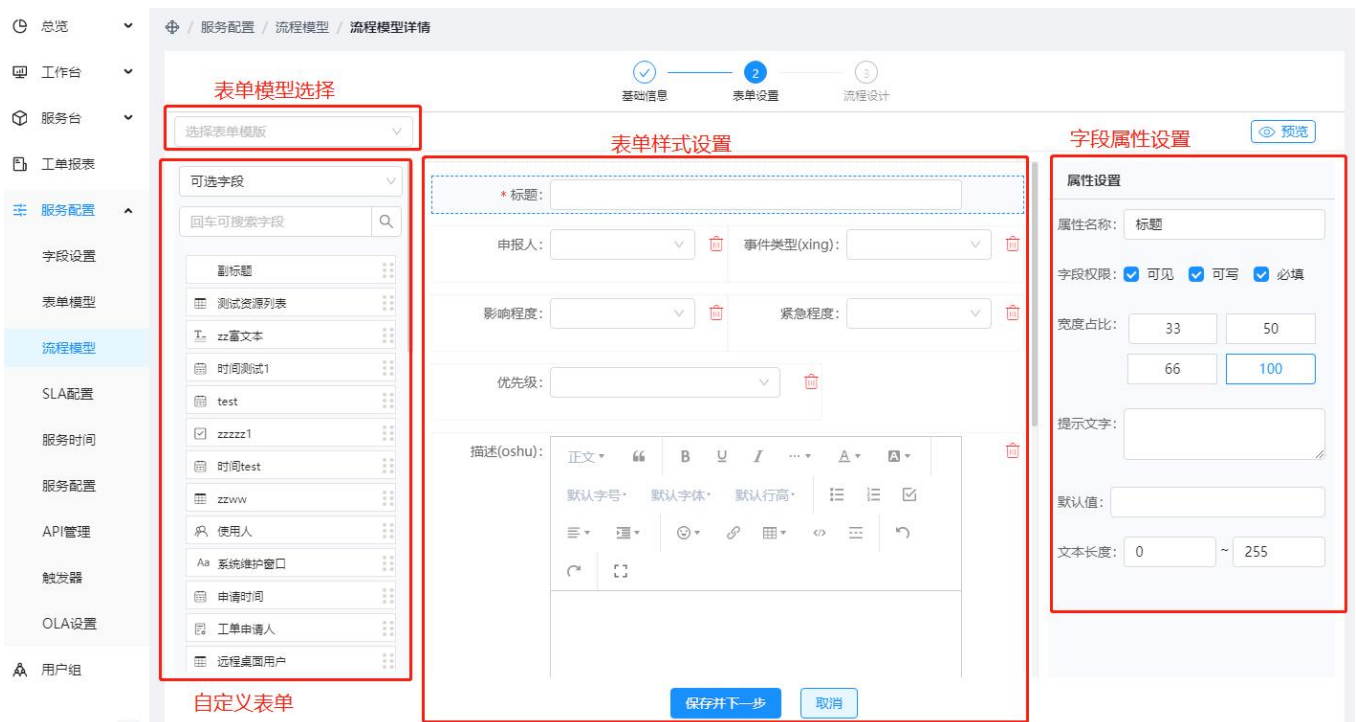 总览
工作台
服务台
工单报表
服务配置
字段设置
表单模型
流程模型
SLA配置
服务时间
服务配置
API管理
触发器
OLA设置
用户组
/ 服务配置 / 流程模型 / 流程模型详情
基础信息
2
表单设置
3
流程设计
表单模型选择
选择表单模版
预览
可选字段
回车可搜索字段
副标题
测试资源列表
zz富文本
时间测试1
test
zzzzz1
时间test
zzww
使用人
Aa 系统维护窗口
申请时间
工单申请人
远程桌面用户
自定义表单
表单样式设置
* 标题:
申报人: 事件类型(xing):
影响程度: 紧急程度:
优先级:
描述(oshu):
正文 B U I ··· A A
默认字号 默认字体 默认行高
保存并下一步 取消
字段属性设置
属性设置
属性名称: 标题
字段权限: 可见 可写 必填
宽度占比: 33 50
66 100
提示文字:
默认值:
文本长度: 0 ~ 255